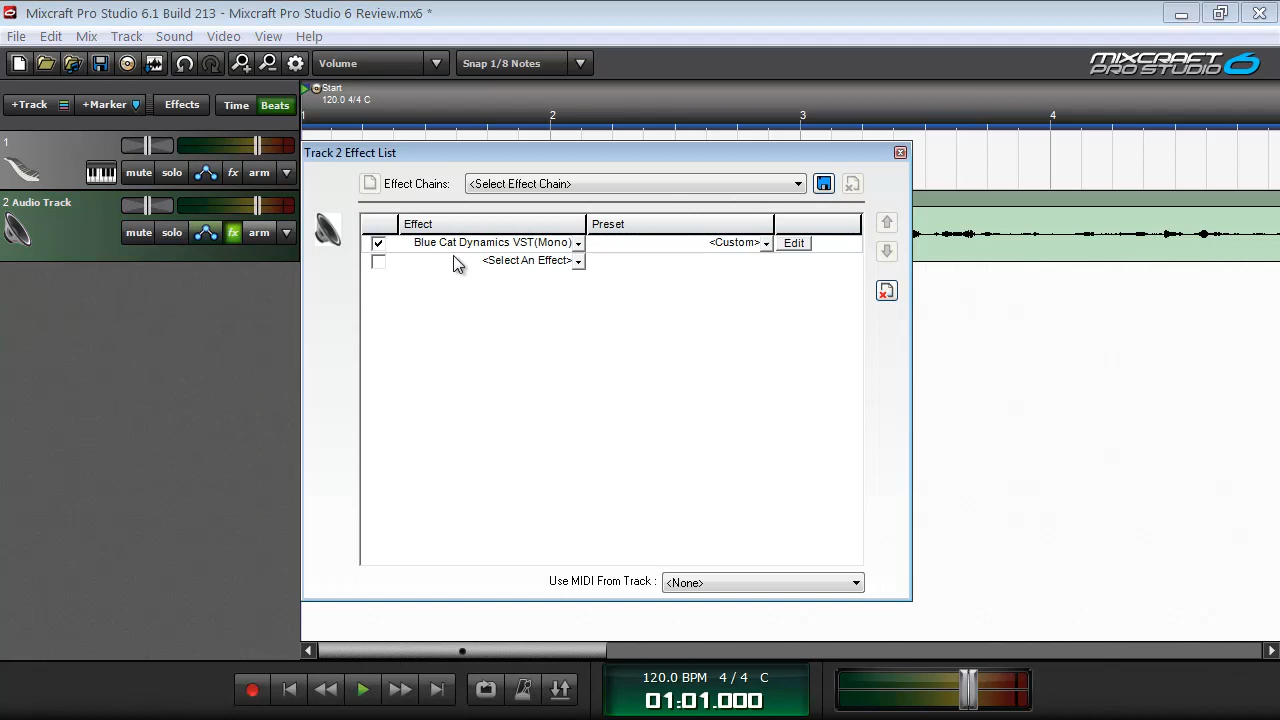 Mixcraft Pro Studio 6.1 Build 213 - Mixcraft Pro Studio 6 Review.mx6 *
File Edit Mix Track Sound Video View Help
Volume Snap 1/8 Notes MIXCRAFT PRO STUDIO 6
+Track +Marker Effects Time Beats
Start
120.0 4/4 C
1 2 3 4
1
mute solo fx arm
2 Audio Track
mute solo fx arm
Track 2 Effect List
Effect Chains: <Select Effect Chain>
Effect Preset
Blue Cat Dynamics VST(Mono) <Custom> Edit
<Select An Effect>
Use MIDI From Track : <None>
120.0 BPM 4 / 4 C
01:01.000